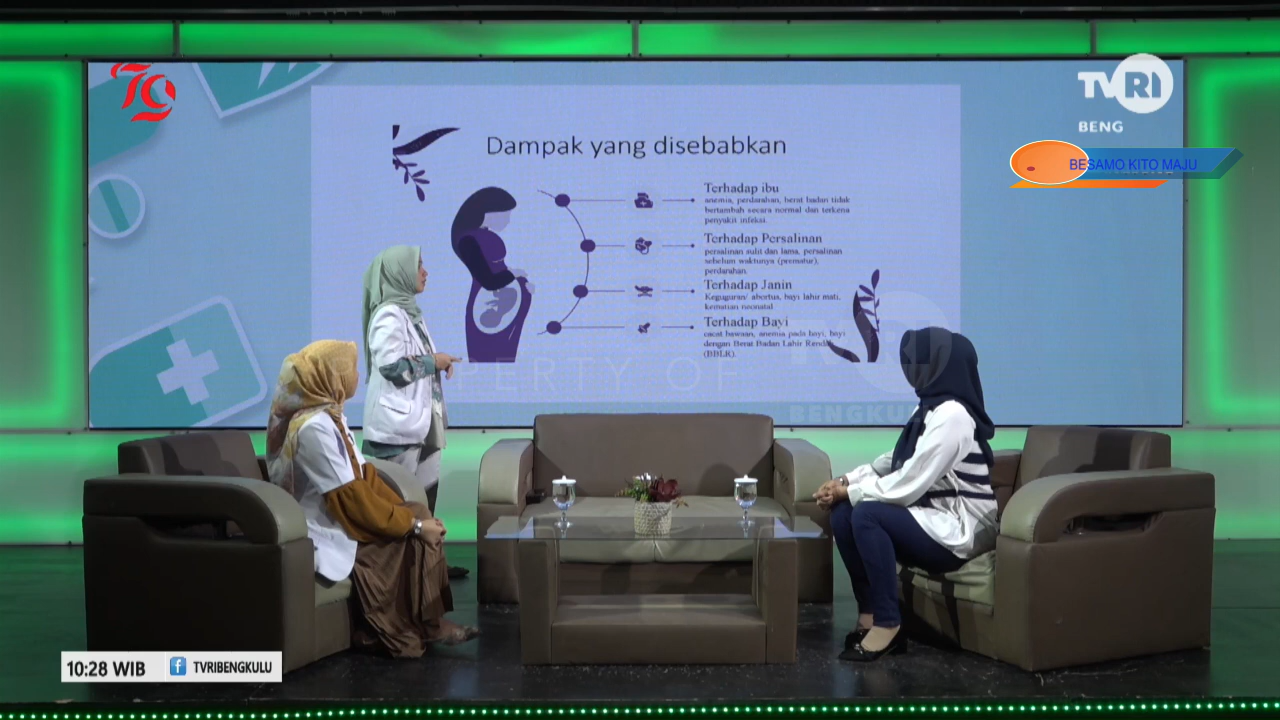 79
TVRI
BENG
BESAMO KITO MAJU
Dampak yang disebabkan
Terhadap ibu
anemia, perdarahan, berat badan tidak
bertambah secara normal dan terkena
penyakit infeksi.
Terhadap Persalinan
persalinan sulit dan lama, persalinan
sebelum waktunya (prematur),
perdarahan
Terhadap Janin
Keguguran/ abortus, bayi lahir mati,
kematian neonatal
Terhadap Bayi
cacat bawaan, anemia pada bayi, bayi
dengan Berat Badan Lahir Rendah
(BBLR).
PROPERTY OF
TVRI
BENGKULU
10:28 WIB
TVRIBENGKULU